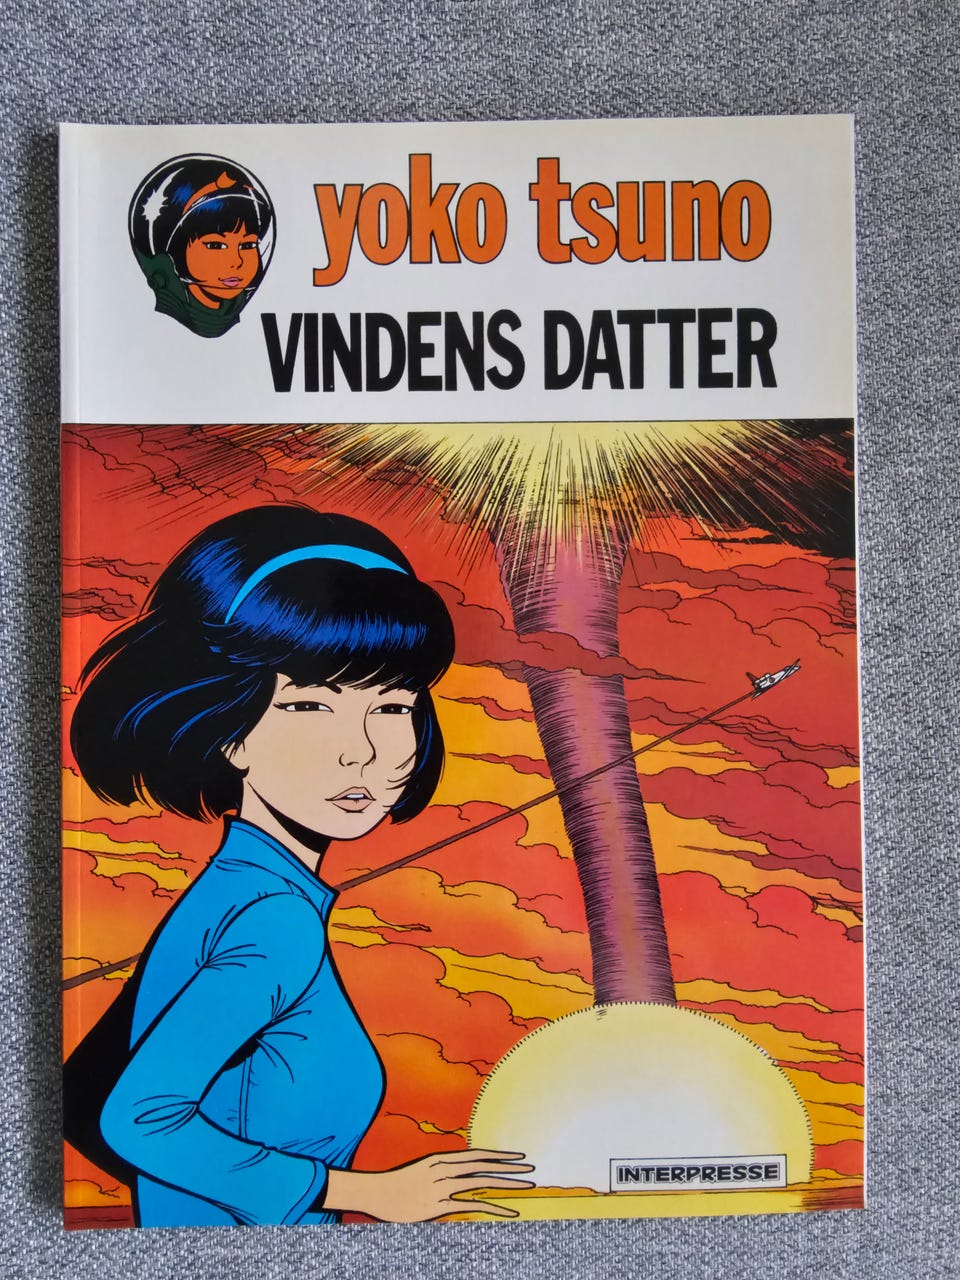 yoko tsuno
VINDENS DATTER
INTERPRESSE